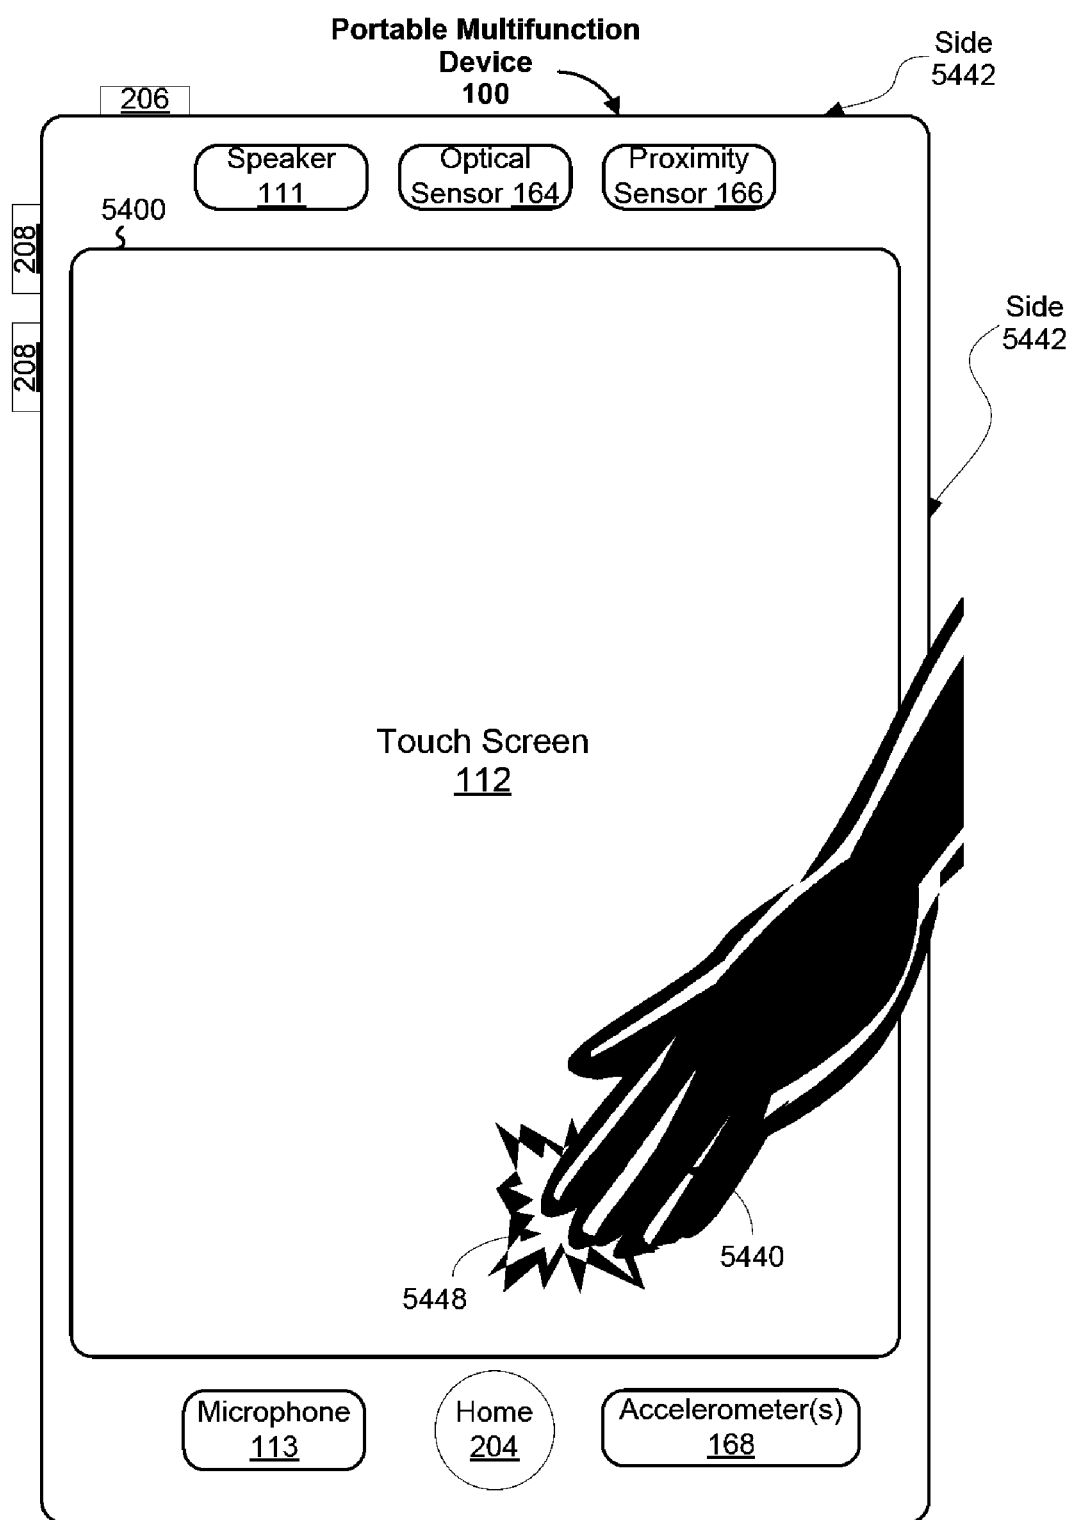 Portable Multifunction
Device
100
Side
5442
206
Speaker
111
Optical
Sensor 164
Proximity
Sensor 166
5400
208
208
Side
5442
Touch Screen
112
5440
5448
Microphone
113
Home
204
Accelerometer(s)
168